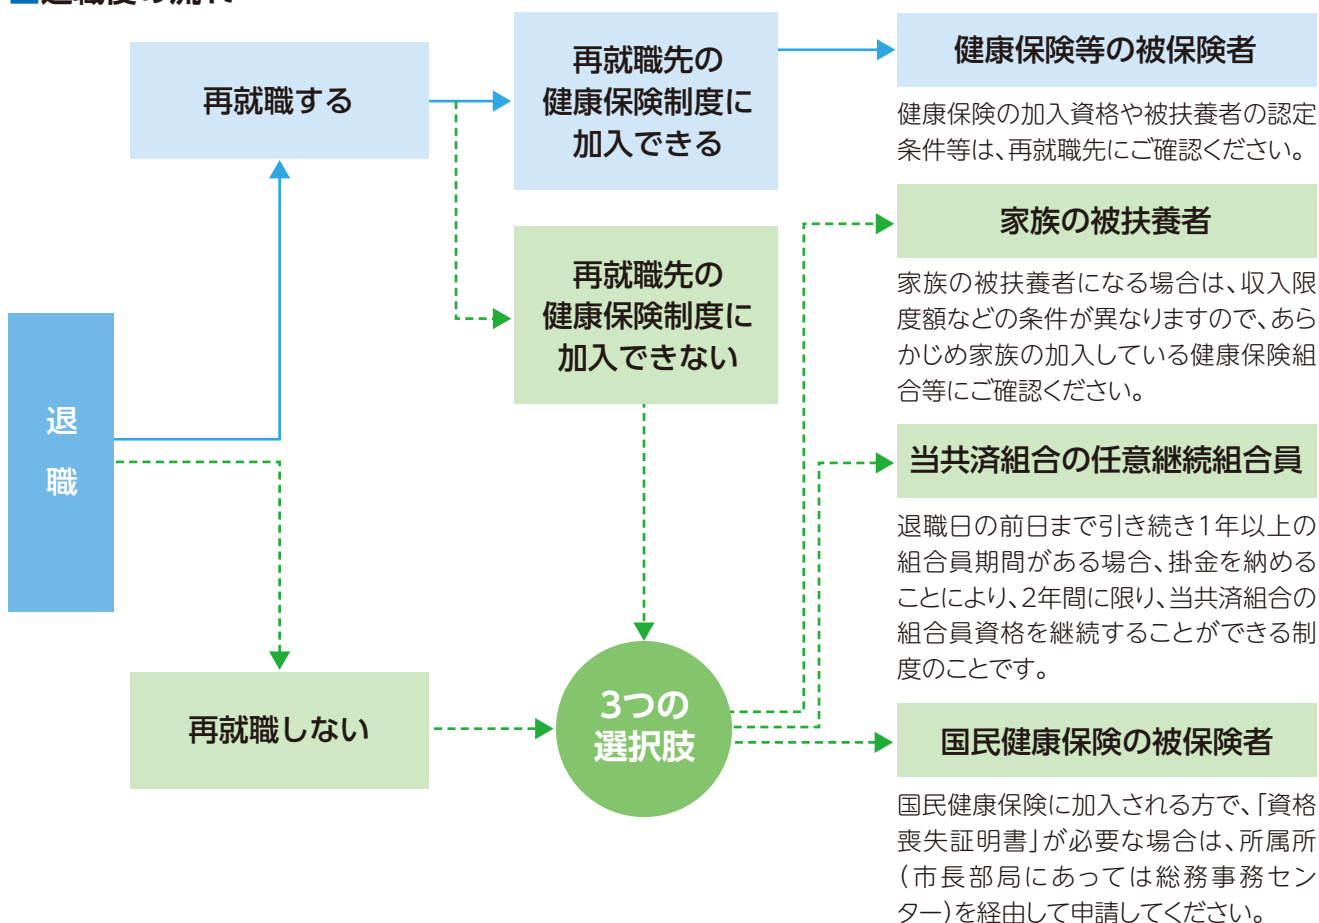 再就職する
再就職先の
健康保険制度に
加入できる
健康保険等の被保険者
健康保険の加入資格や被扶養者の認定
条件等は、再就職先にご確認ください。
再就職先の
健康保険制度に
加入できない
家族の被扶養者
家族の被扶養者になる場合は、収入限
度額などの条件が異なりますので、あら
かじめ家族の加入している健康保険組
合等にご確認ください。
退
職
当共済組合の任意継続組合員
退職日の前日まで引き続き1年以上の
組合員期間がある場合、掛金を納める
ことにより、2年間に限り、当共済組合の
組合員資格を継続することができる制
度のことです。
再就職しない
3つの
選択肢
国民健康保険の被保険者
国民健康保険に加入される方で、「資格
喪失証明書」が必要な場合は、所属所
(市長部局にあっては総務事務セン
ター)を経由して申請してください。